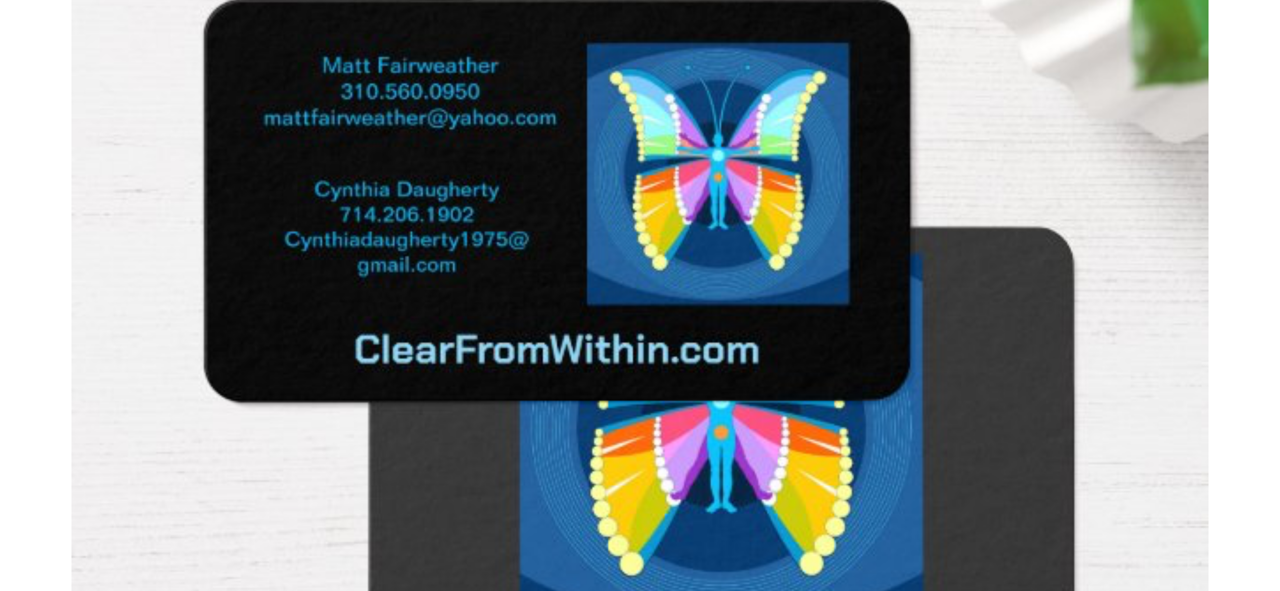 Matt Fairweather
310.560.0950
mattfairweather@yahoo.com
Cynthia Daugherty
714.206.1902
Cynthiadaugherty1975@
gmail.com
ClearFromWithin.com